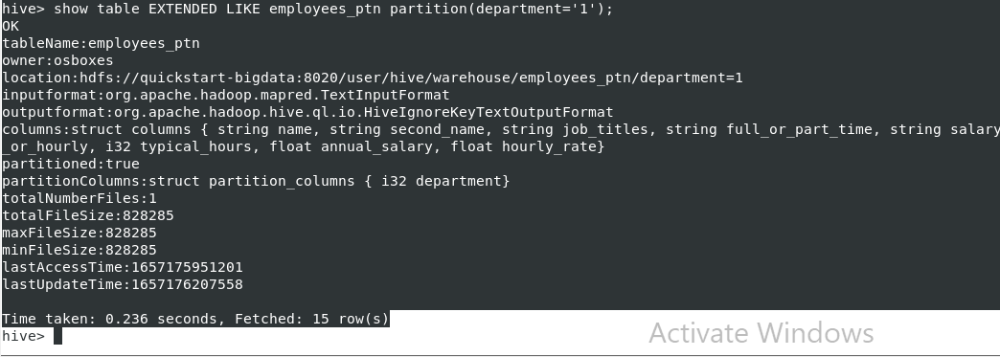 hive> show table EXTENDED LIKE employees_ptn partition(department='1');
OK
tableName:employees_ptn
owner:osboxes
location:hdfs://quickstart-bigdata:8020/user/hive/warehouse/employees_ptn/department=1
inputformat:org.apache.hadoop.mapred.TextInputFormat
outputformat:org.apache.hadoop.hive.ql.io.HiveIgnoreKeyTextOutputFormat
columns:struct columns { string name, string second_name, string job_titles, string full_or_part_time, string salary
_or_hourly, i32 typical_hours, float annual_salary, float hourly_rate}
partitioned:true
partitionColumns:struct partition_columns { i32 department}
totalNumberFiles:1
totalFileSize:828285
maxFileSize:828285
minFileSize:828285
lastAccessTime:1657175951201
lastUpdateTime:1657176207558
Time taken: 0.236 seconds, Fetched: 15 row(s)
hive>
Activate Windows